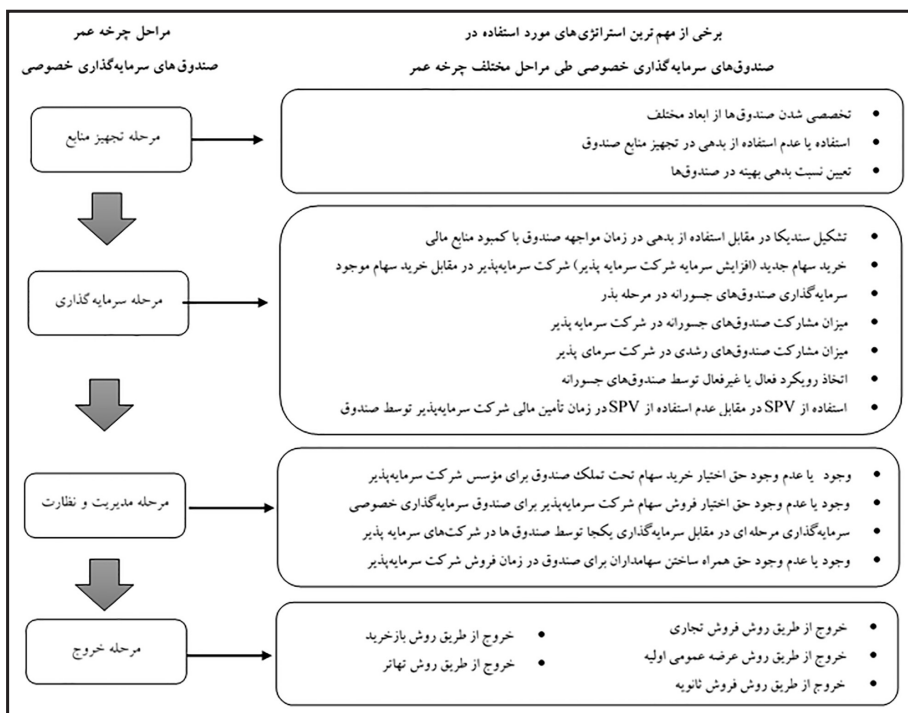 برخی از مهم ترین استراتژی‌های مورد استفاده در
صندوق‌های سرمایه‌گذاری خصوصی طی مراحل مختلف چرخه عمر
مراحل چرخه عمر
صندوق‌های سرمایه‌گذاری خصوصی
مرحله تجهیز منابع
• تخصصی شدن صندوق‌ها از ابعاد مختلف
• استفاده یا عدم استفاده از بدهی در تجهیز منابع صندوق
• تعیین نسبت بدهی بهینه در صندوق‌ها
مرحله سرمایه‌گذاری
• تشکیل سندیکا در مقابل استفاده از بدهی در زمان مواجهه صندوق با کمبود منابع مالی
• خرید سهام جدید (افزایش سرمایه شرکت سرمایه پذیر) شرکت سرمایه‌پذیر در مقابل خرید سهام موجود
• سرمایه‌گذاری صندوق‌های جسورانه در مرحله بذر
• میزان مشارکت صندوق‌های جسورانه در شرکت سرمایه پذیر
• میزان مشارکت صندوق‌های رشدی در شرکت سرمای پذیر
• اتخاذ رویکرد فعال یا غیرفعال توسط صندوق‌های جسورانه
• استفاده از SPV در مقابل عدم استفاده از SPV در زمان تأمین مالی شرکت سرمایه‌پذیر توسط صندوق
مرحله مدیریت و نظارت
• وجود یا عدم وجود حق اختیار خرید سهام تحت تملک صندوق برای مؤسس شرکت سرمایه‌پذیر
• وجود یا عدم وجود حق اختیار فروش سهام شرکت سرمایه‌پذیر برای صندوق سرمایه‌گذاری خصوصی
• سرمایه‌گذاری مرحله ای در مقابل سرمایه‌گذاری یکجا توسط صندوق ها در شرکت‌های سرمایه پذیر
• وجود یا عدم وجود حق همراه ساختن سهامداران برای صندوق در زمان فروش شرکت سرمایه‌پذیر
مرحله خروج
• خروج از طریق روش فروش تجاری
• خروج از طریق روش عرضه عمومی اولیه
• خروج از طریق روش فروش ثانویه
• خروج از طریق روش بازخرید
• خروج از طریق روش تهاتر